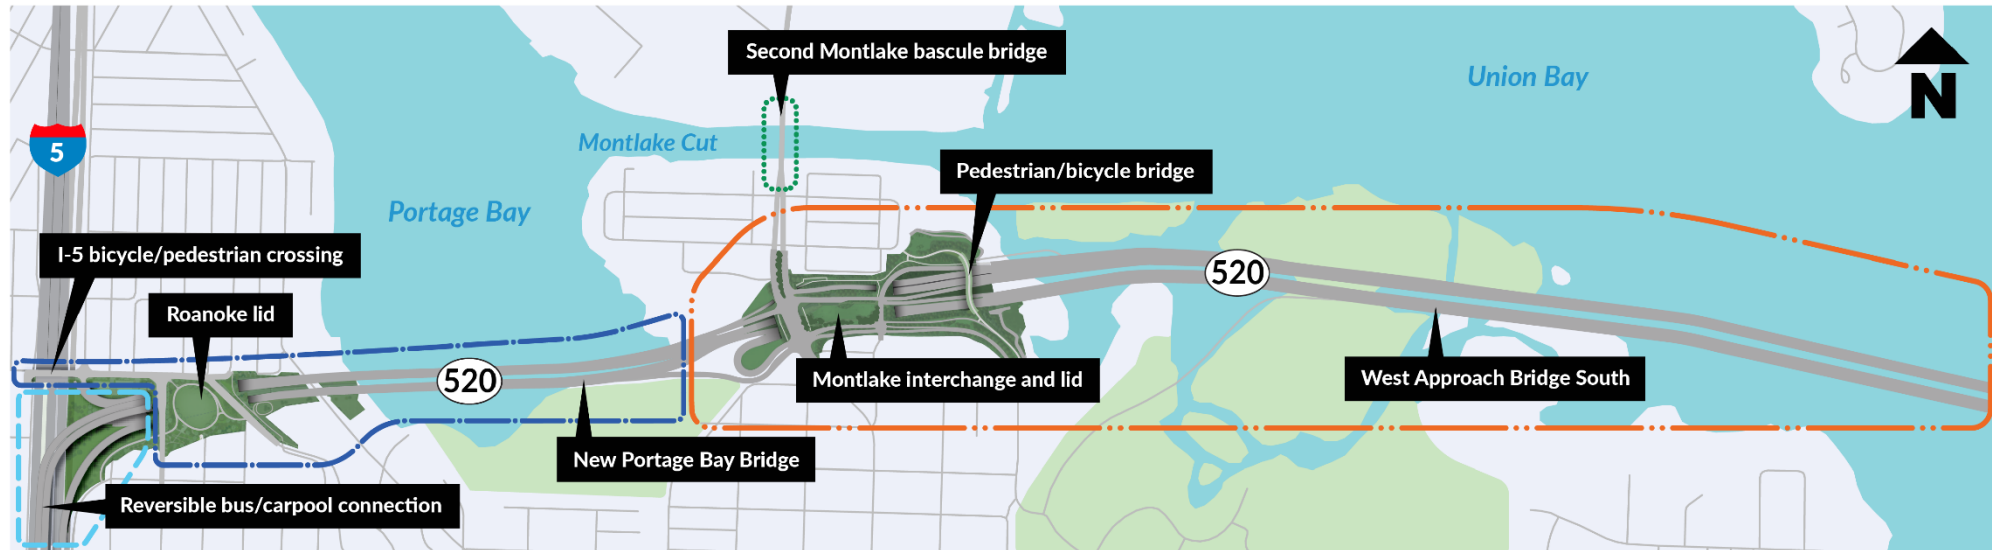 Second Montlake bascule bridge
Union Bay
N
5
Montlake Cut
Pedestrian/bicycle bridge
Portage Bay
I-5 bicycle/pedestrian crossing
520
Roanoke lid
520
Montlake interchange and lid
West Approach Bridge South
New Portage Bay Bridge
Reversible bus/carpool connection